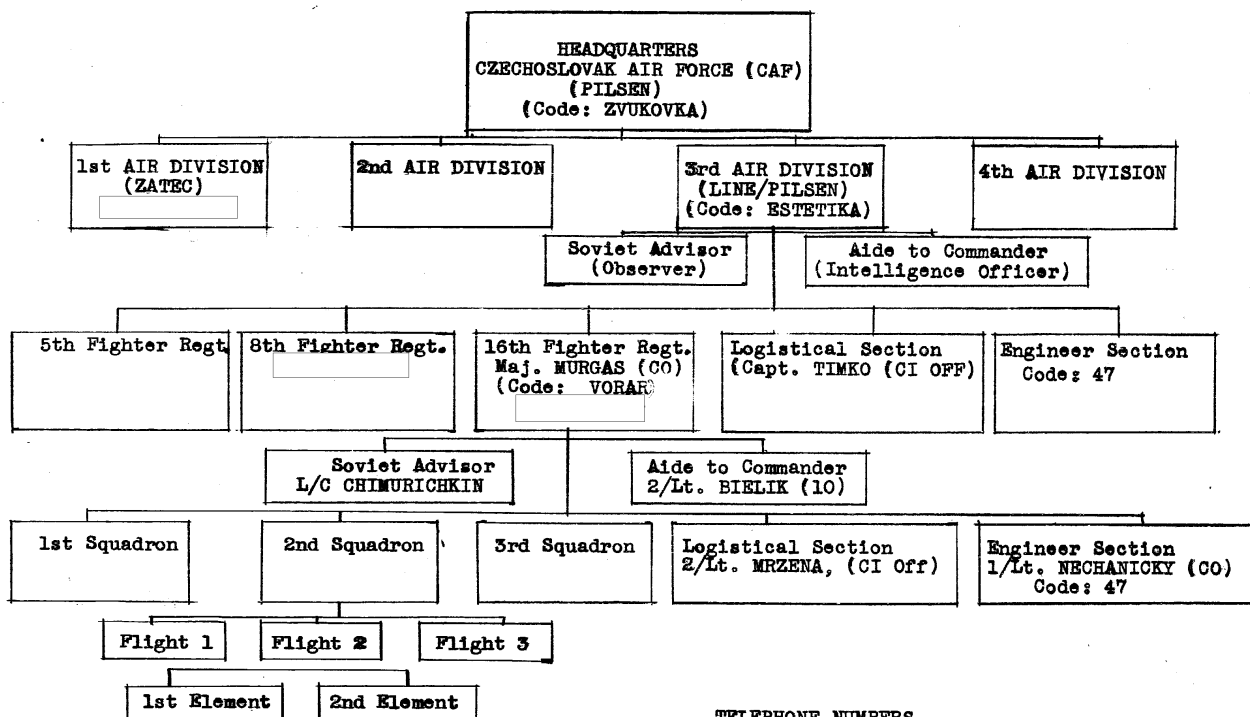 HEADQUARTERS
CZECHOSLOVAK AIR FORCE (CAF)
(PILSEN)
(Code: ZVUKOVKA)
1st AIR DIVISION
(ZATEC)
2nd AIR DIVISION
3rd AIR DIVISION
(LINE/PILSEN)
(Code: ESTETIKA)
4th AIR DIVISION
Soviet Advisor
(Observer)
Aide to Commander
(Intelligence Officer)
5th Fighter Regt.
8th Fighter Regt.
16th Fighter Regt.
Maj. MURGAS (CO)
(Code: VORAR)
Logistical Section
(Capt. TIMKO (CI OFF)
Engineer Section
Code: 47
Soviet Advisor
L/C CHIMURICHKIN
Aide to Commander
2/Lt. BIELIK (IO)
1st Squadron
2nd Squadron
3rd Squadron
Logistical Section
2/Lt. MRZENA, (CI Off)
Engineer Section
1/Lt. NECHANICKY (CO)
Code: 47
Flight 1
Flight 2
Flight 3
1st Element
2nd Element
TELEPHONE NUMBERS